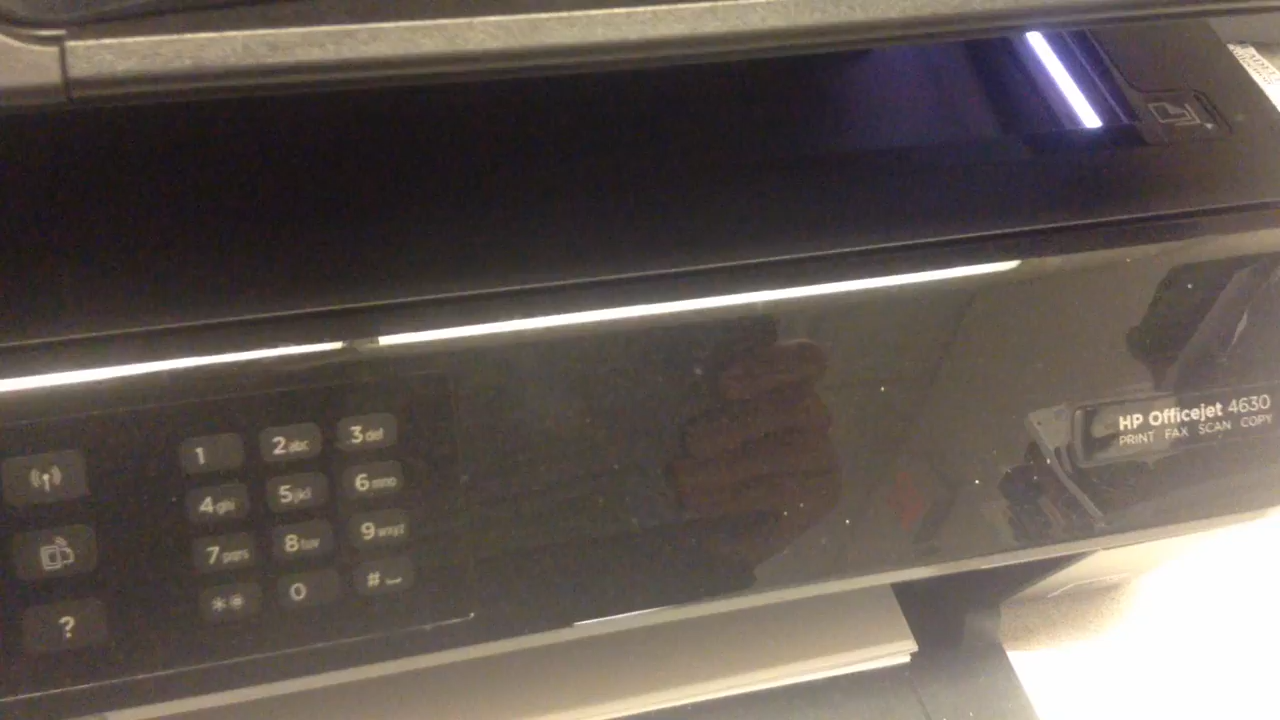 HP Officejet 4630
PRINT FAX SCAN COPY
1 2abc 3def
4ghi 5jkl 6mno
7pqrs 8tuv 9wxyz
* 0 #
?